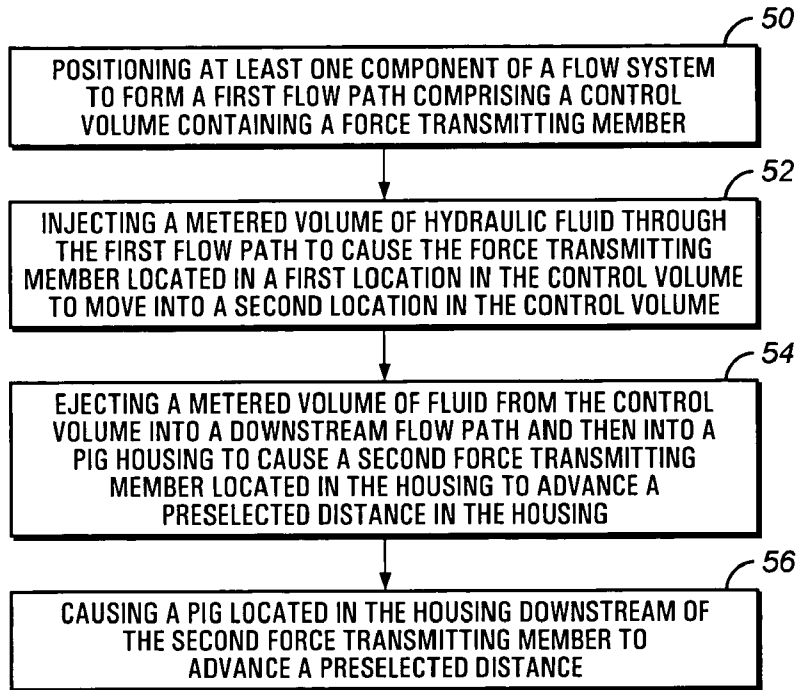 50
POSITIONING AT LEAST ONE COMPONENT OF A FLOW SYSTEM
TO FORM A FIRST FLOW PATH COMPRISING A CONTROL
VOLUME CONTAINING A FORCE TRANSMITTING MEMBER
52
INJECTING A METERED VOLUME OF HYDRAULIC FLUID THROUGH
THE FIRST FLOW PATH TO CAUSE THE FORCE TRANSMITTING
MEMBER LOCATED IN A FIRST LOCATION IN THE CONTROL VOLUME
TO MOVE INTO A SECOND LOCATION IN THE CONTROL VOLUME
54
EJECTING A METERED VOLUME OF FLUID FROM THE CONTROL
VOLUME INTO A DOWNSTREAM FLOW PATH AND THEN INTO A
PIG HOUSING TO CAUSE A SECOND FORCE TRANSMITTING
MEMBER LOCATED IN THE HOUSING TO ADVANCE A
PRESELECTED DISTANCE IN THE HOUSING
56
CAUSING A PIG LOCATED IN THE HOUSING DOWNSTREAM OF
THE SECOND FORCE TRANSMITTING MEMBER TO
ADVANCE A PRESELECTED DISTANCE